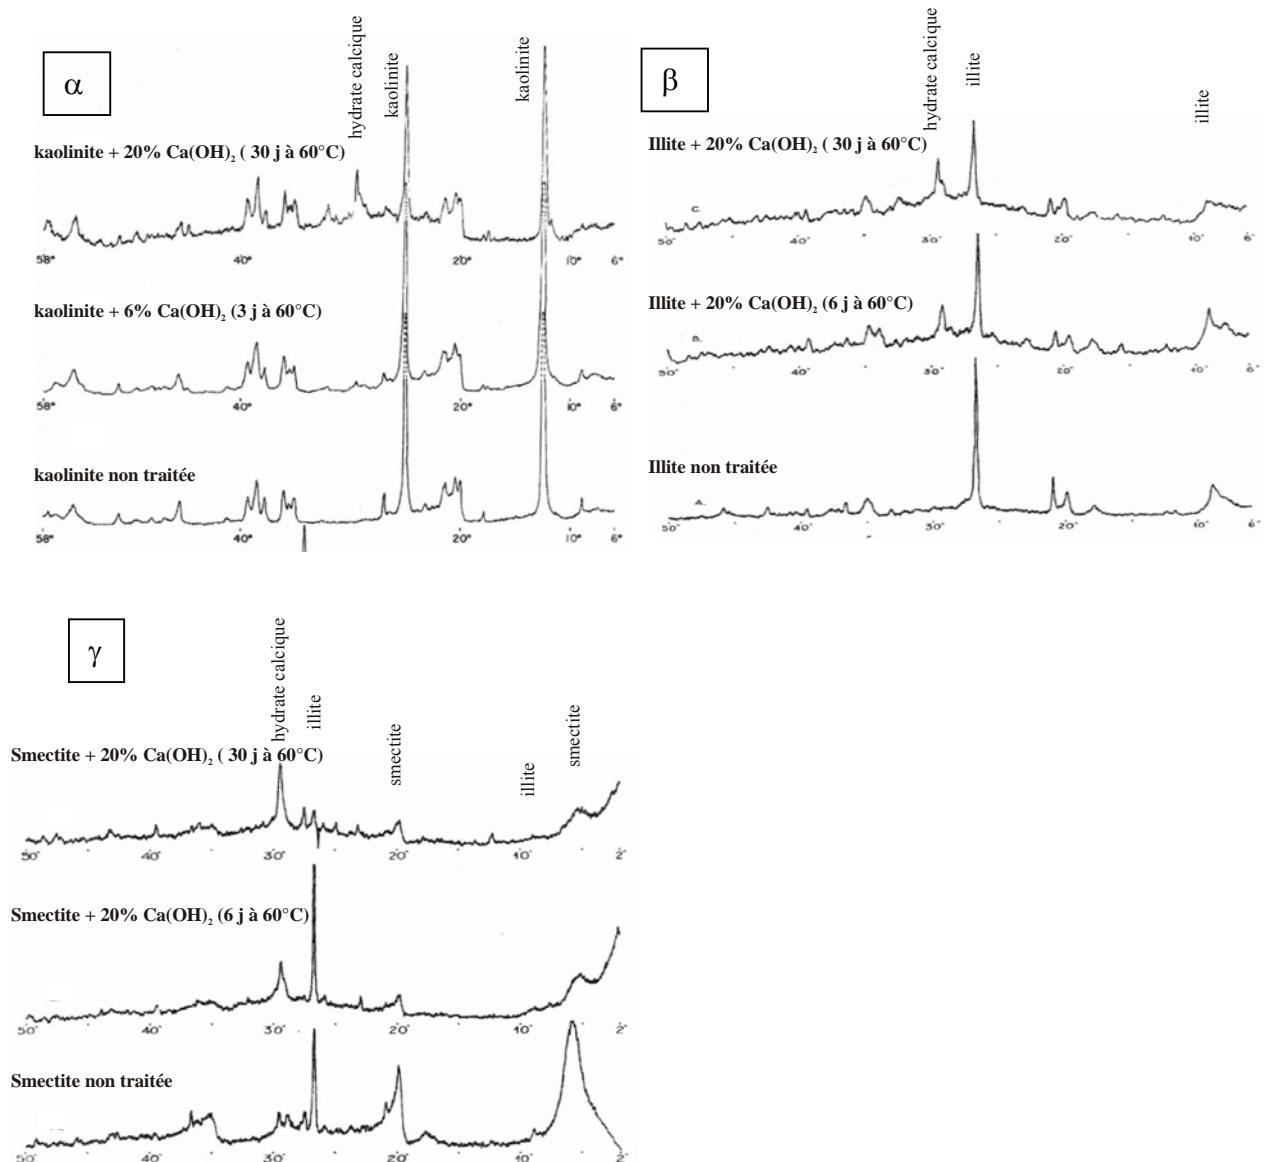 α
hydrate calcique
kaolinite
kaolinite
kaolinite + 20% Ca(OH)₂ ( 30 j à 60°C)
58° 40° 20° 10° 6°
kaolinite + 6% Ca(OH)₂ (3 j à 60°C)
58° 40° 20° 10° 6°
kaolinite non traitée
58° 40° 20° 10° 6°
β
hydrate calcique
illite
illite
Illite + 20% Ca(OH)₂ ( 30 j à 60°C)
C.
50° 40° 30° 20° 10° 6°
Illite + 20% Ca(OH)₂ (6 j à 60°C)
B.
50° 40° 30° 20° 10° 6°
Illite non traitée
A.
50° 40° 30° 20° 10° 6°
γ
hydrate calcique
illite
smectite
illite
smectite
Smectite + 20% Ca(OH)₂ ( 30 j à 60°C)
50° 40° 30° 20° 10° 2°
Smectite + 20% Ca(OH)₂ (6 j à 60°C)
50° 40° 30° 20° 10° 2°
Smectite non traitée
50° 40° 30° 20° 10° 2°